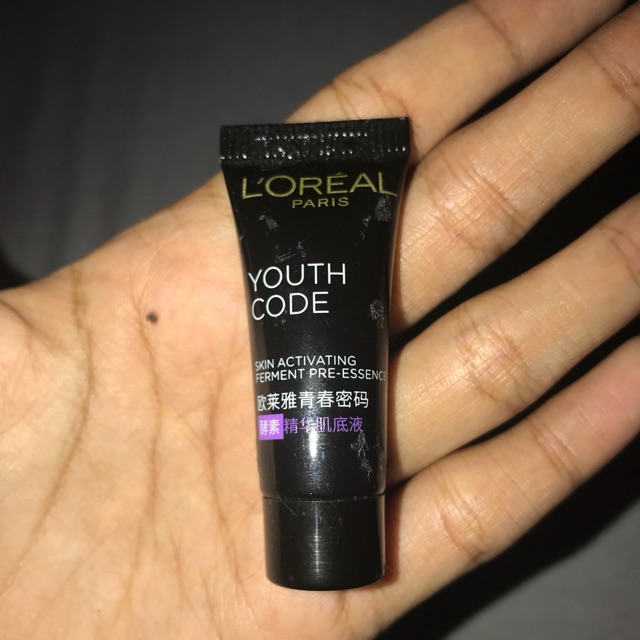 L'ORÉAL
PARIS
YOUTH
CODE
SKIN ACTIVATING
FERMENT PRE-ESSENCE
欧莱雅青春密码
酵素精华肌底液